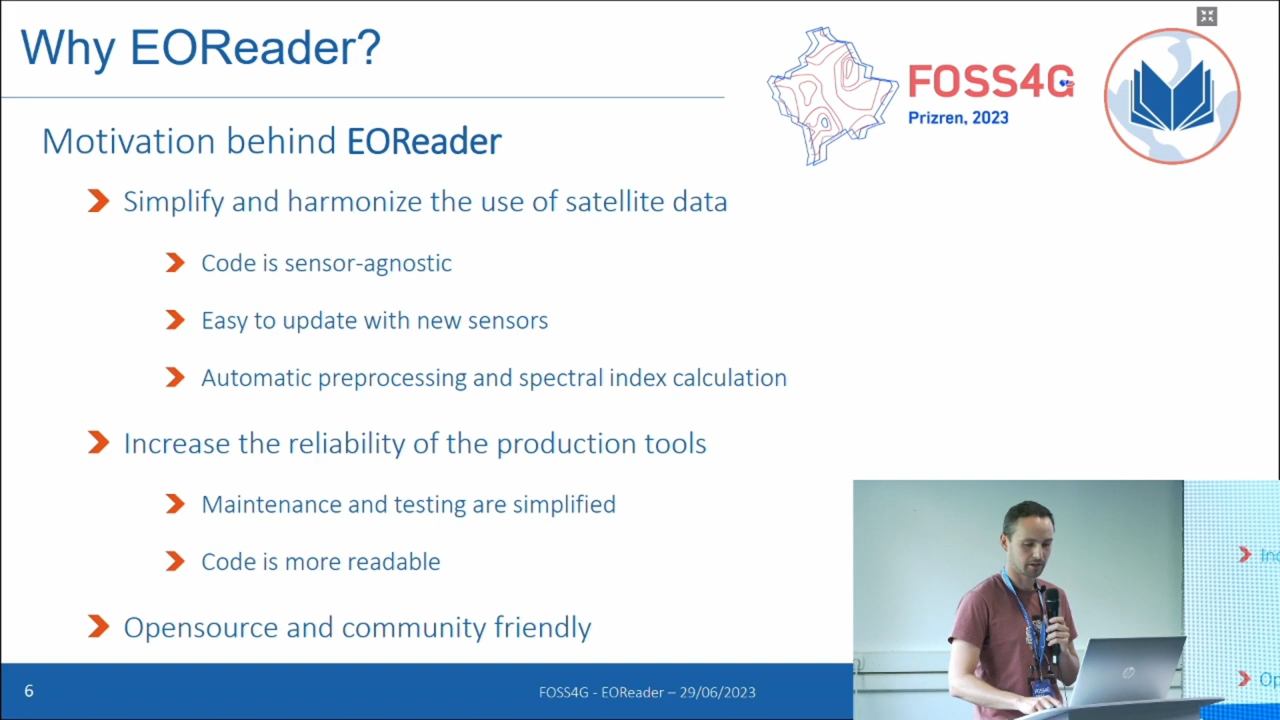 Why EOReader?
FOSS4G
Prizren, 2023
Motivation behind EOReader
Simplify and harmonize the use of satellite data
Code is sensor-agnostic
Easy to update with new sensors
Automatic preprocessing and spectral index calculation
Increase the reliability of the production tools
Maintenance and testing are simplified
Code is more readable
Opensource and community friendly
6
FOSS4G - EOReader – 29/06/2023
hp